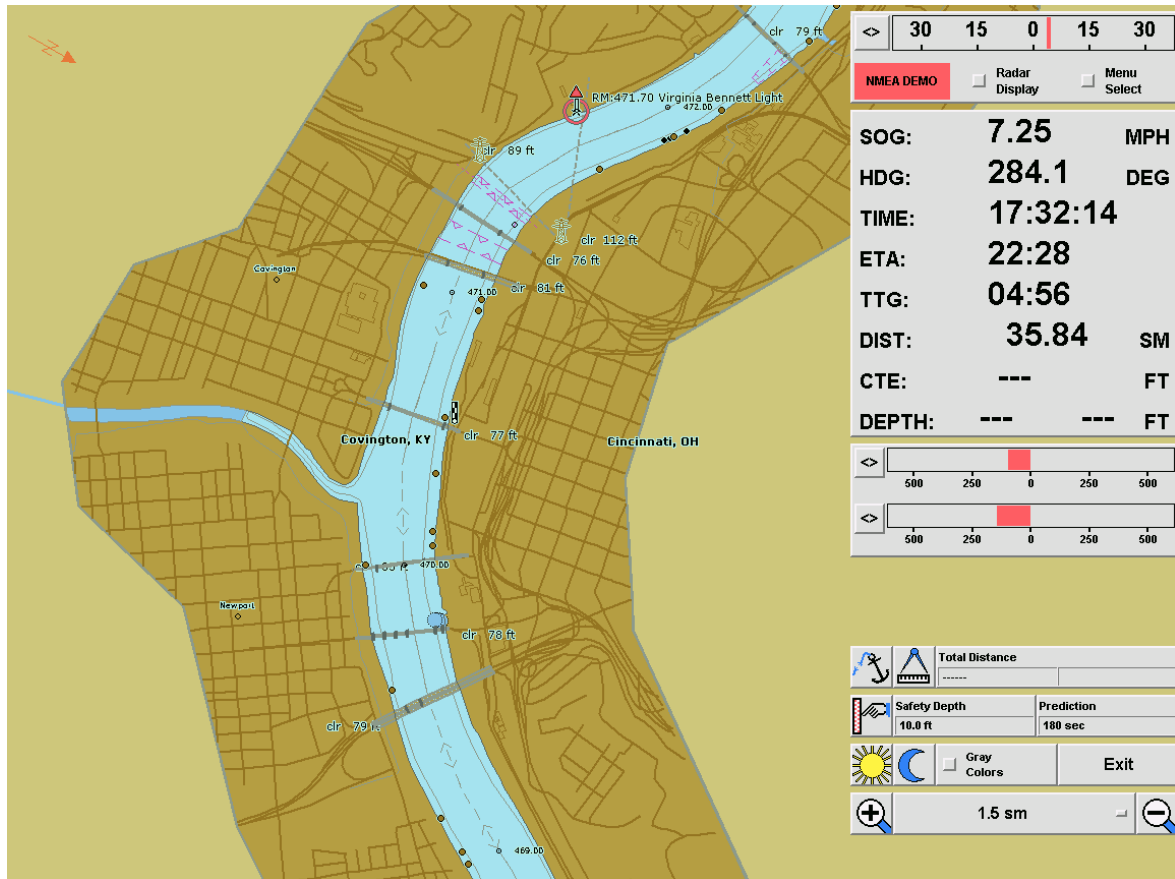 clr 79 ft
RM:471.70 Virginia Bennett Light
472.00
clr 89 ft
clr 112 ft
clr 76 ft
Covington
471.00
clr 81 ft
Covington, KY
clr 77 ft
Cincinnati, OH
470.00
Newport
clr 78 ft
clr 79 ft
469.00
<> 30 15 0 15 30
NMEA DEMO
Radar Display
Menu Select
SOG: 7.25 MPH
HDG: 284.1 DEG
TIME: 17:32:14
ETA: 22:28
TTG: 04:56
DIST: 35.84 SM
CTE: --- FT
DEPTH: --- --- FT
<>
500 250 0 250 500
<>
500 250 0 250 500
Total Distance
------
Safety Depth
10.0 ft
Prediction
180 sec
Gray Colors
Exit
1.5 sm